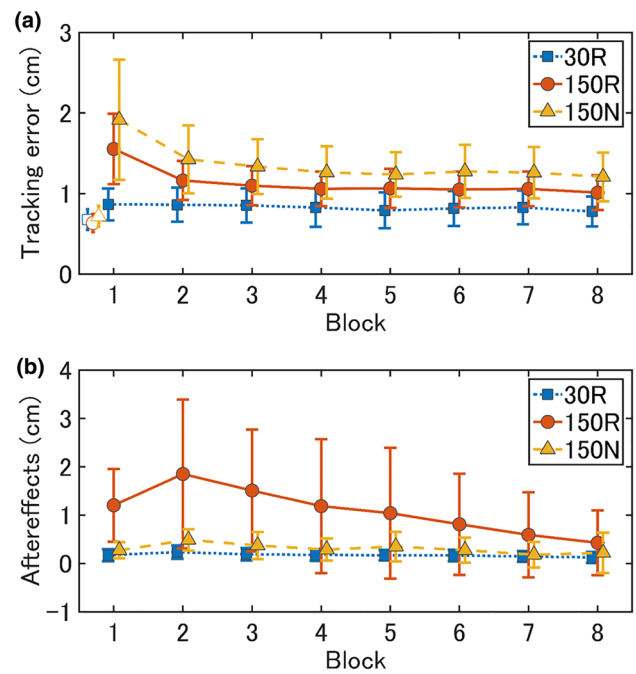 (a)
3
2
1
0
Tracking error (cm)
30R
150R
150N
1 2 3 4 5 6 7 8
Block
(b)
4
3
2
1
0
−1
Aftereffects (cm)
30R
150R
150N
1 2 3 4 5 6 7 8
Block